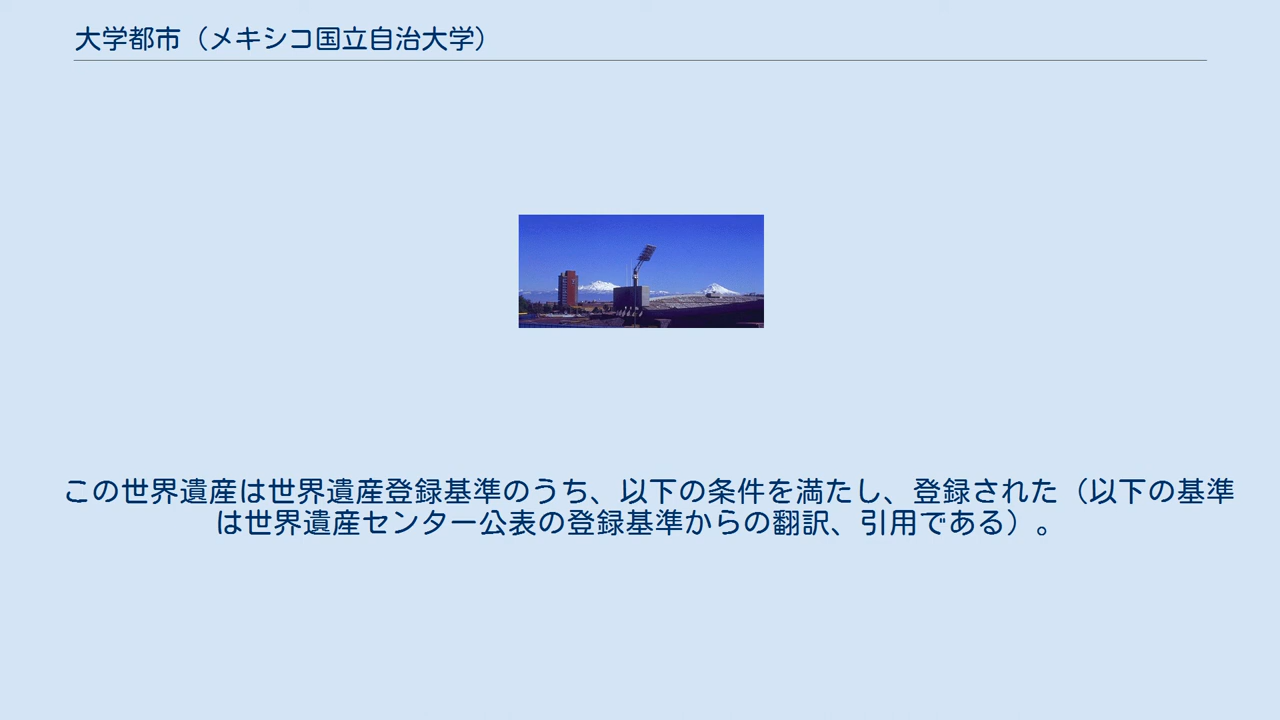 大学都市（メキシコ国立自治大学）
この世界遺産は世界遺産登録基準のうち、以下の条件を満たし、登録された（以下の基準
は世界遺産センター公表の登録基準からの翻訳、引用である）。